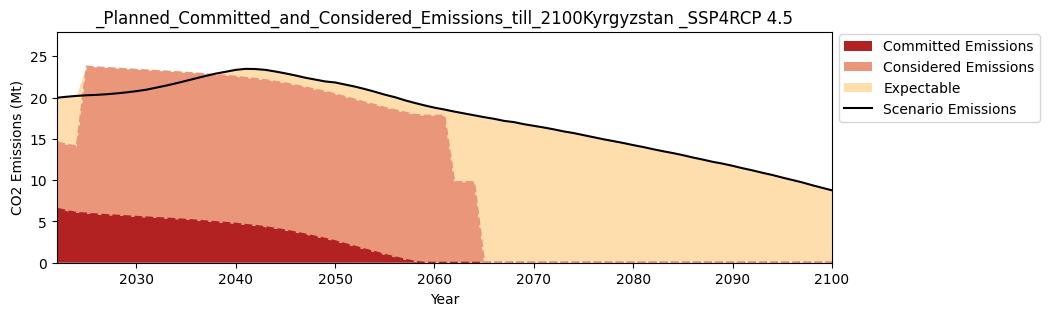 _Planned_Committed_and_Considered_Emissions_till_2100Kyrgyzstan _SSP4RCP 4.5
CO2 Emissions (Mt)
25
20
15
10
5
0
2030 2040 2050 2060 2070 2080 2090 2100
Year
Committed Emissions
Considered Emissions
Expectable
Scenario Emissions